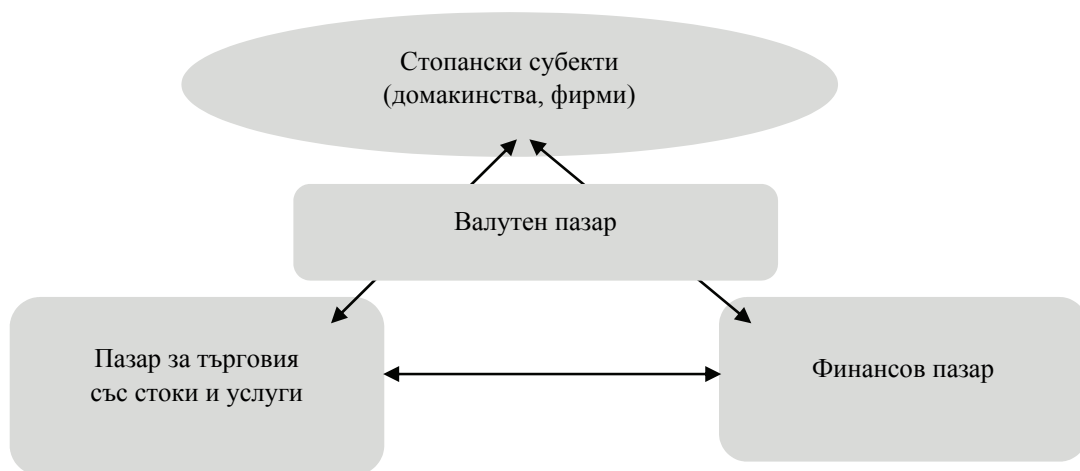 Стопански субекти
(домакинства, фирми)
Валутен пазар
Пазар за търговия
със стоки и услуги
Финансов пазар